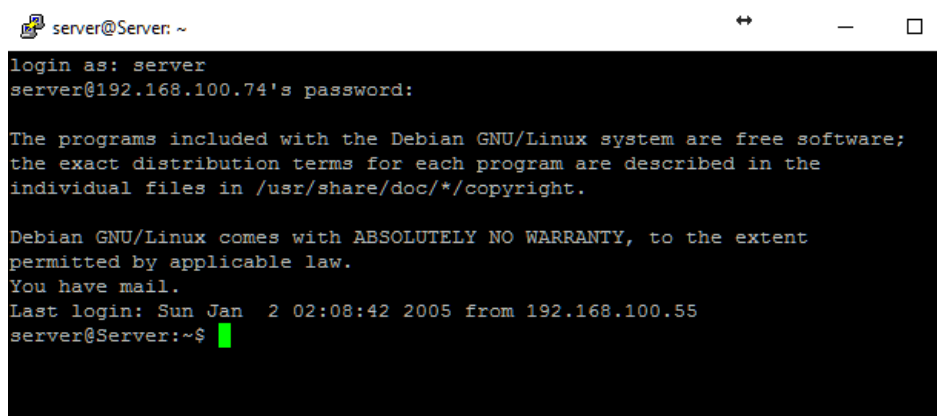 server@Server: ~
login as: server
server@192.168.100.74's password:
The programs included with the Debian GNU/Linux system are free software;
the exact distribution terms for each program are described in the
individual files in /usr/share/doc/*/copyright.
Debian GNU/Linux comes with ABSOLUTELY NO WARRANTY, to the extent
permitted by applicable law.
You have mail.
Last login: Sun Jan  2 02:08:42 2005 from 192.168.100.55
server@Server:~$